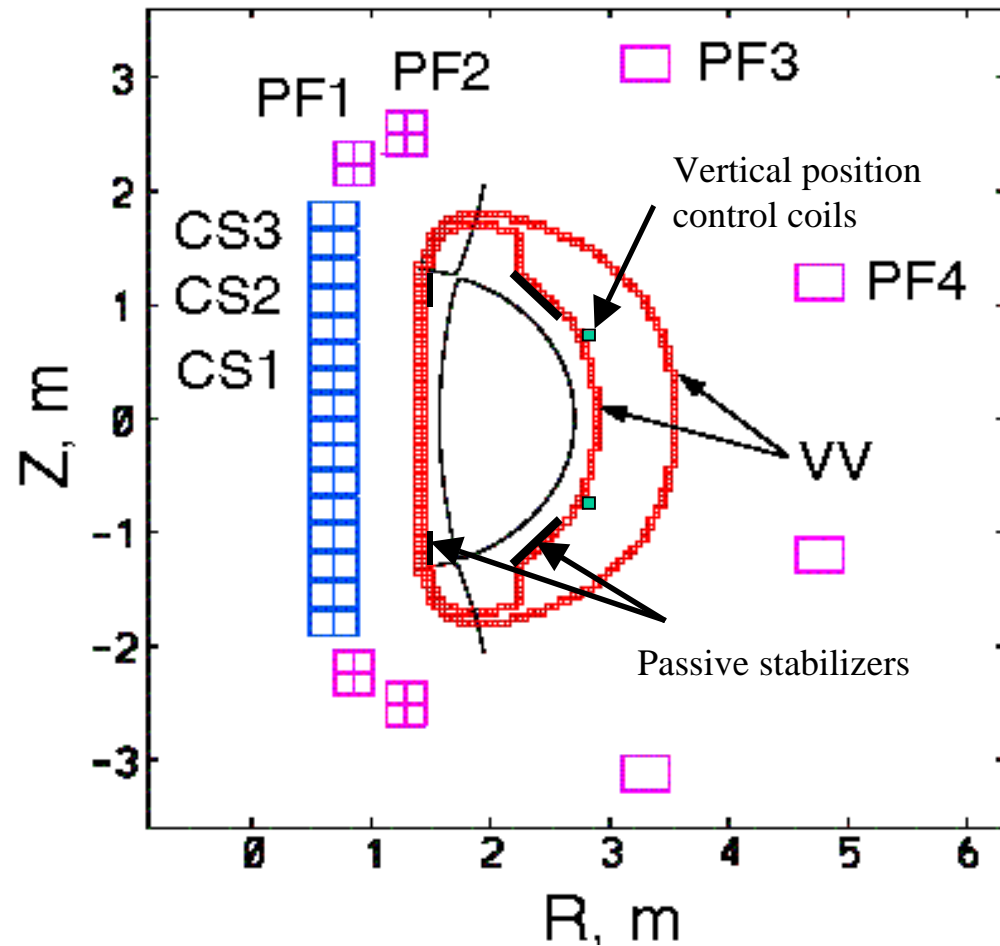 PF3
PF2
PF1
Vertical position
control coils
CS3
CS2
CS1
PF4
VV
Passive stabilizers
Z, m
3
2
1
0
-1
-2
-3
0
1
2
3
4
5
6
R, m